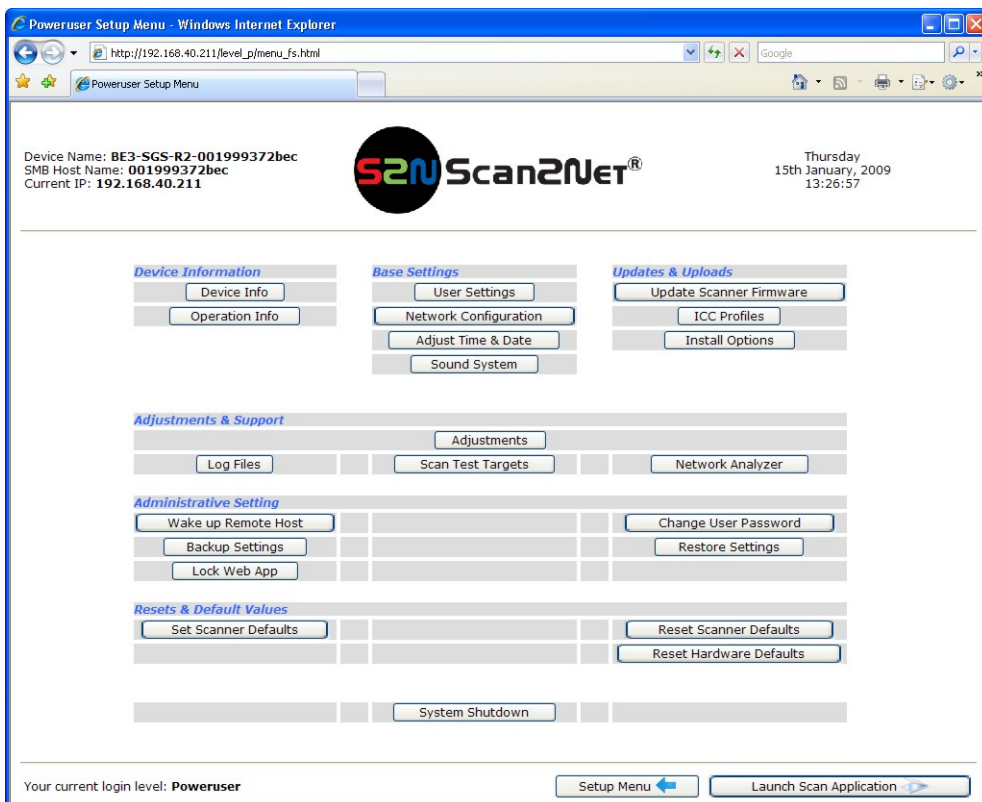 Poweruser Setup Menu - Windows Internet Explorer
http://192.168.40.211/level_p/menu_fs.html
Google
Poweruser Setup Menu
Device Name: BE3-SGS-R2-001999372bec
SMB Host Name: 001999372bec
Current IP: 192.168.40.211
S2N Scan2Net®
Thursday
15th January, 2009
13:26:57
Device Information Base Settings Updates & Uploads
Device Info User Settings Update Scanner Firmware
Operation Info Network Configuration ICC Profiles
Adjust Time & Date Install Options
Sound System
Adjustments & Support
Adjustments
Log Files Scan Test Targets Network Analyzer
Administrative Setting
Wake up Remote Host Change User Password
Backup Settings Restore Settings
Lock Web App
Resets & Default Values
Set Scanner Defaults Reset Scanner Defaults
Reset Hardware Defaults
System Shutdown
Your current login level: Poweruser Setup Menu Launch Scan Application